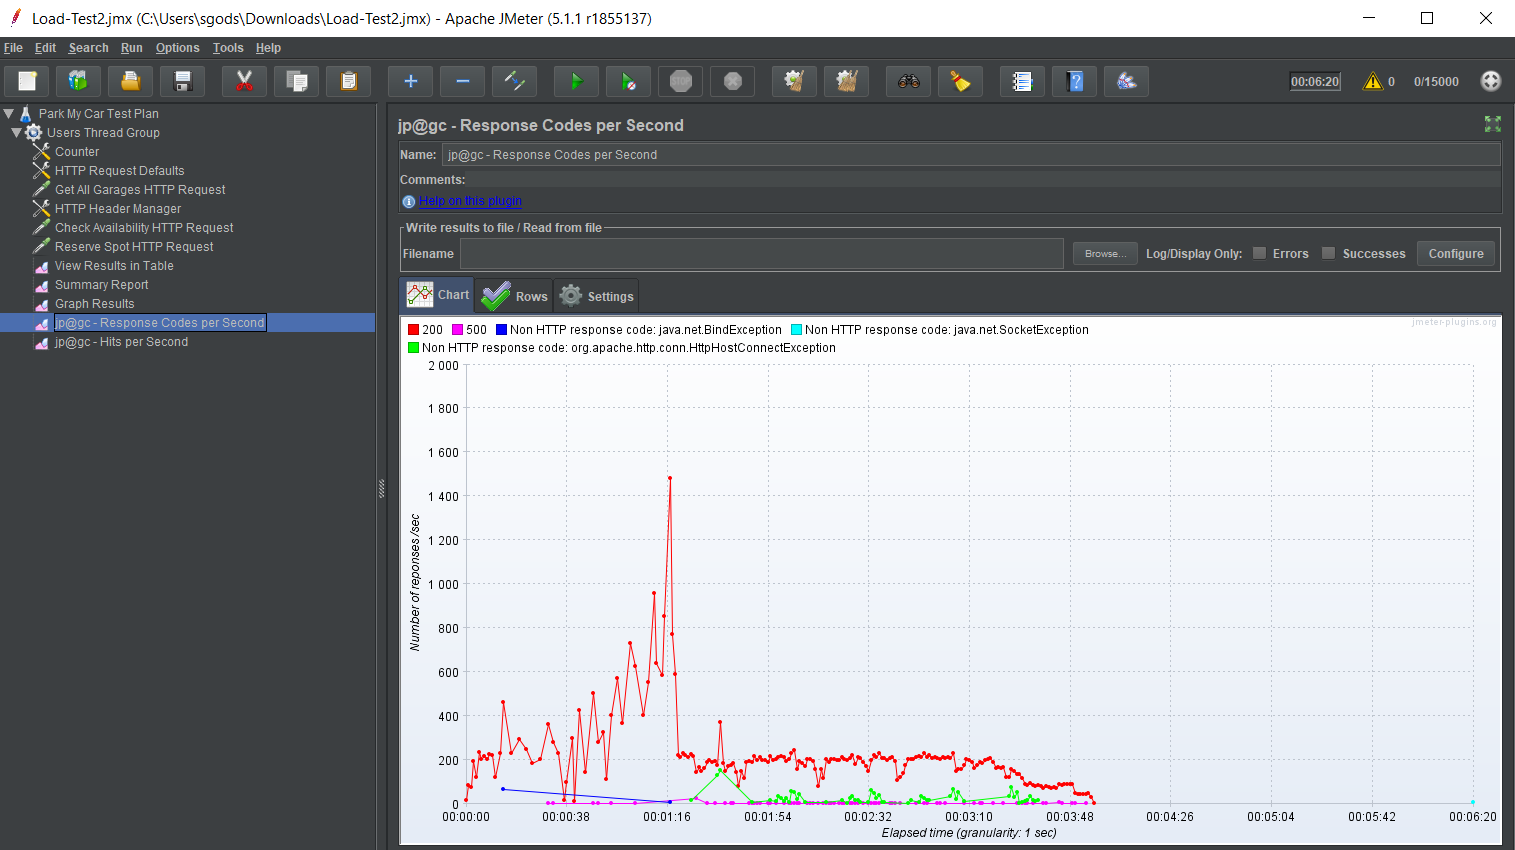 Load-Test2.jmx (C:\Users\sgods\Downloads\Load-Test2.jmx) - Apache JMeter (5.1.1 r1855137)
File Edit Search Run Options Tools Help
STOP 00:06:20 0 0/15000
Park My Car Test Plan
Users Thread Group
Counter
HTTP Request Defaults
Get All Garages HTTP Request
HTTP Header Manager
Check Availability HTTP Request
Reserve Spot HTTP Request
View Results in Table
Summary Report
Graph Results
jp@gc - Response Codes per Second
jp@gc - Hits per Second
jp@gc - Response Codes per Second
Name: jp@gc - Response Codes per Second
Comments:
Help on this plugin
Write results to file / Read from file
Filename Browse... Log/Display Only: Errors Successes Configure
Chart Rows Settings
200 500 Non HTTP response code: java.net.BindException Non HTTP response code: java.net.SocketException
jmeter-plugins.org
Non HTTP response code: org.apache.http.conn.HttpHostConnectException
2 000
1 800
1 600
1 400
1 200
1 000
800
600
400
200
0
Number of reponses /sec
00:00:00 00:00:38 00:01:16 00:01:54 00:02:32 00:03:10 00:03:48 00:04:26 00:05:04 00:05:42 00:06:20
Elapsed time (granularity: 1 sec)